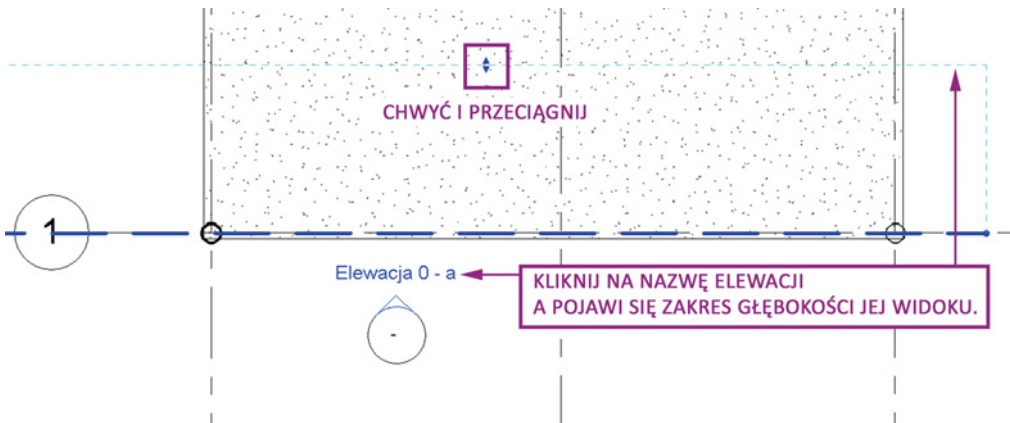 CHWYĆ I PRZECIĄGNIJ
1
Elewacja 0 - a
KLIKNIJ NA NAZWĘ ELEWACJI
A POJAWI SIĘ ZAKRES GŁĘBOKOŚCI JEJ WIDOKU.
-